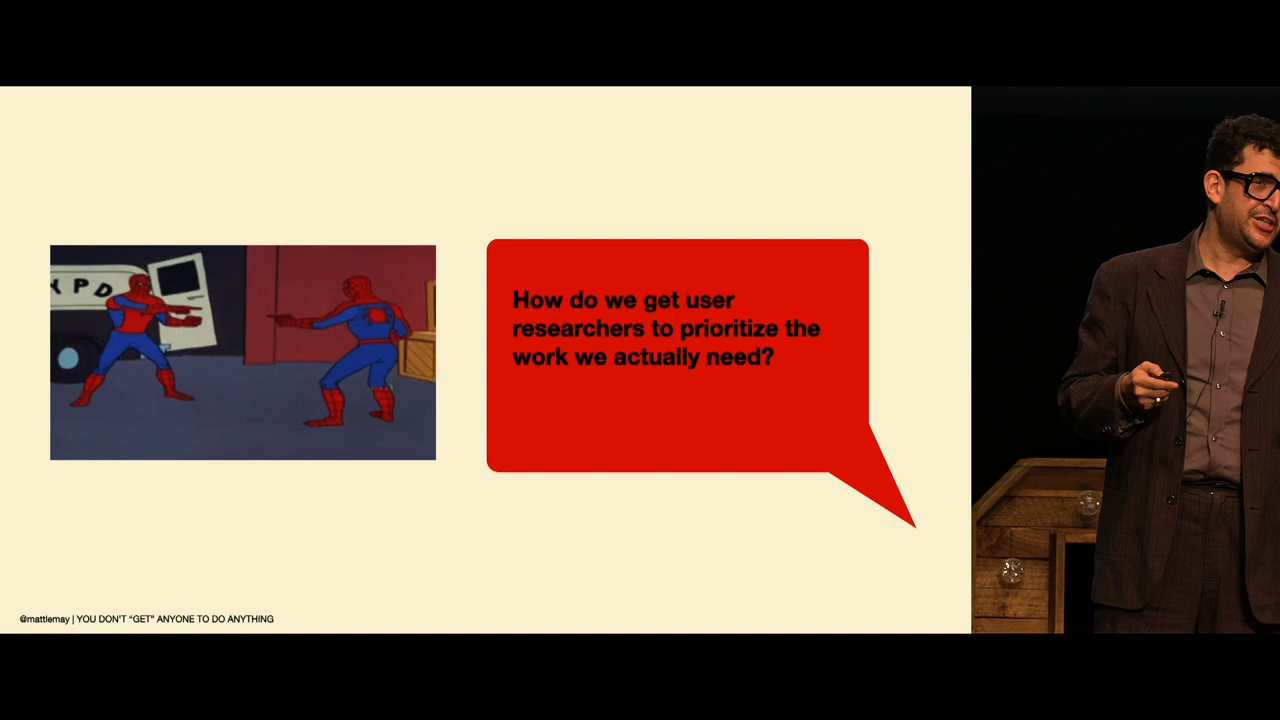 YPD
How do we get user
researchers to prioritize the
work we actually need?
@mattlemay | YOU DON'T “GET” ANYONE TO DO ANYTHING